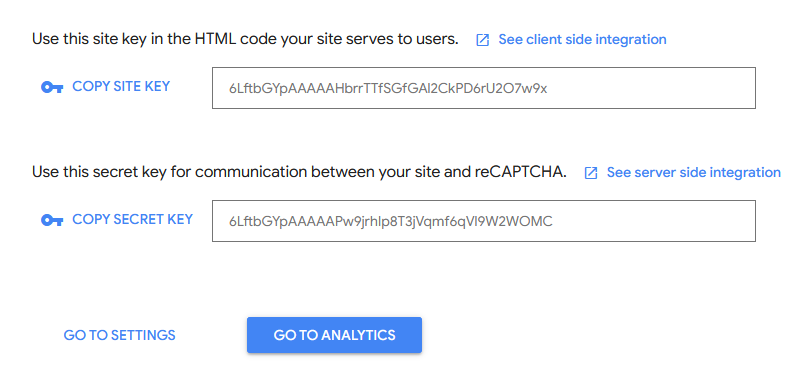 Use this site key in the HTML code your site serves to users. See client side integration
COPY SITE KEY 6LftbGYpAAAAAHbrrTTfSGfGAI2CkPD6rU2O7w9x
Use this secret key for communication between your site and reCAPTCHA. See server side integration
COPY SECRET KEY 6LftbGYpAAAAAPw9jrhIp8T3jVqmf6qVI9W2WOMC
GO TO SETTINGS GO TO ANALYTICS